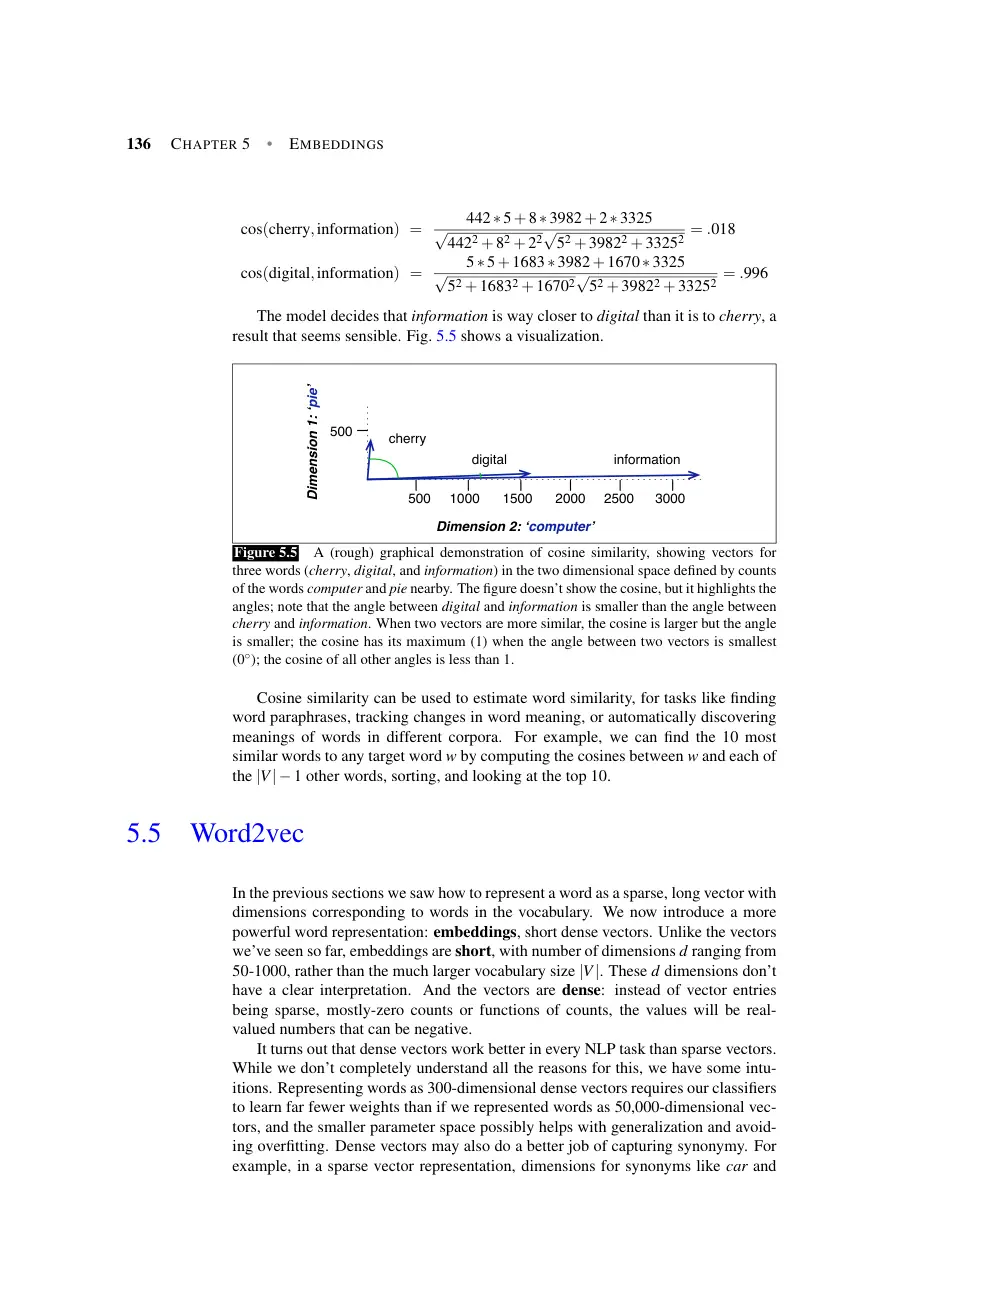 136 CHAPTER 5 • EMBEDDINGS
cos(cherry, information) = 442 ∗ 5 + 8 ∗ 3982 + 2 ∗ 3325 / √442² + 8² + 2² √5² + 3982² + 3325² = .018
cos(digital, information) = 5 ∗ 5 + 1683 ∗ 3982 + 1670 ∗ 3325 / √5² + 1683² + 1670² √5² + 3982² + 3325² = .996
The model decides that information is way closer to digital than it is to cherry, a
result that seems sensible. Fig. 5.5 shows a visualization.
Dimension 1: ‘pie’
500
cherry
digital
information
500 1000 1500 2000 2500 3000
Dimension 2: ‘computer’
Figure 5.5 A (rough) graphical demonstration of cosine similarity, showing vectors for
three words (cherry, digital, and information) in the two dimensional space defined by counts
of the words computer and pie nearby. The figure doesn’t show the cosine, but it highlights the
angles; note that the angle between digital and information is smaller than the angle between
cherry and information. When two vectors are more similar, the cosine is larger but the angle
is smaller; the cosine has its maximum (1) when the angle between two vectors is smallest
(0°); the cosine of all other angles is less than 1.
Cosine similarity can be used to estimate word similarity, for tasks like finding
word paraphrases, tracking changes in word meaning, or automatically discovering
meanings of words in different corpora. For example, we can find the 10 most
similar words to any target word w by computing the cosines between w and each of
the |V| − 1 other words, sorting, and looking at the top 10.
5.5 Word2vec
In the previous sections we saw how to represent a word as a sparse, long vector with
dimensions corresponding to words in the vocabulary. We now introduce a more
powerful word representation: embeddings, short dense vectors. Unlike the vectors
we’ve seen so far, embeddings are short, with number of dimensions d ranging from
50-1000, rather than the much larger vocabulary size |V|. These d dimensions don’t
have a clear interpretation. And the vectors are dense: instead of vector entries
being sparse, mostly-zero counts or functions of counts, the values will be real-
valued numbers that can be negative.
It turns out that dense vectors work better in every NLP task than sparse vectors.
While we don’t completely understand all the reasons for this, we have some intu-
itions. Representing words as 300-dimensional dense vectors requires our classifiers
to learn far fewer weights than if we represented words as 50,000-dimensional vec-
tors, and the smaller parameter space possibly helps with generalization and avoid-
ing overfitting. Dense vectors may also do a better job of capturing synonymy. For
example, in a sparse vector representation, dimensions for synonyms like car and